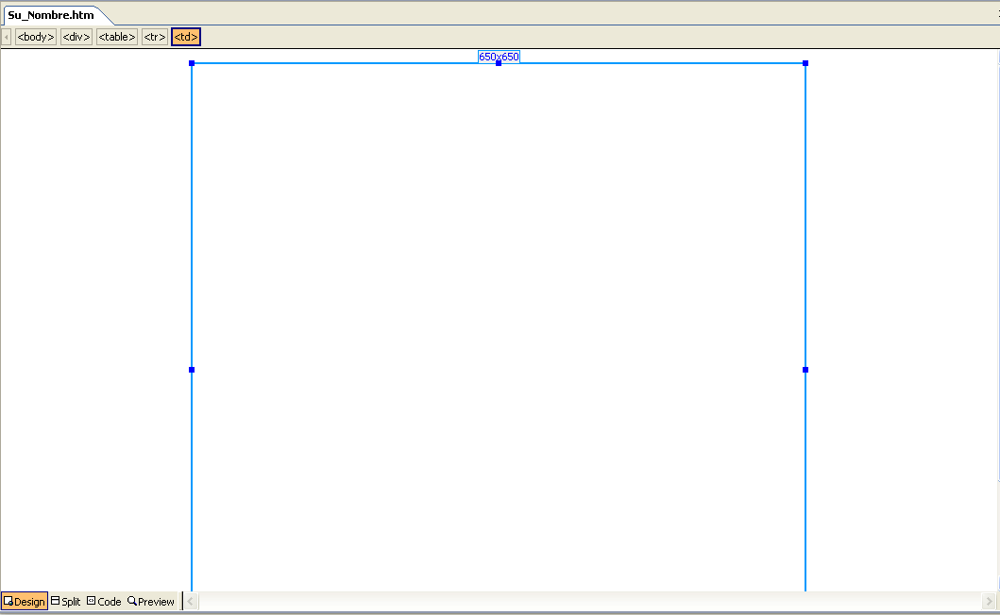 Su_Nombre.htm
<body> <div> <table> <tr> <td>
650x650
Design Split Code Preview